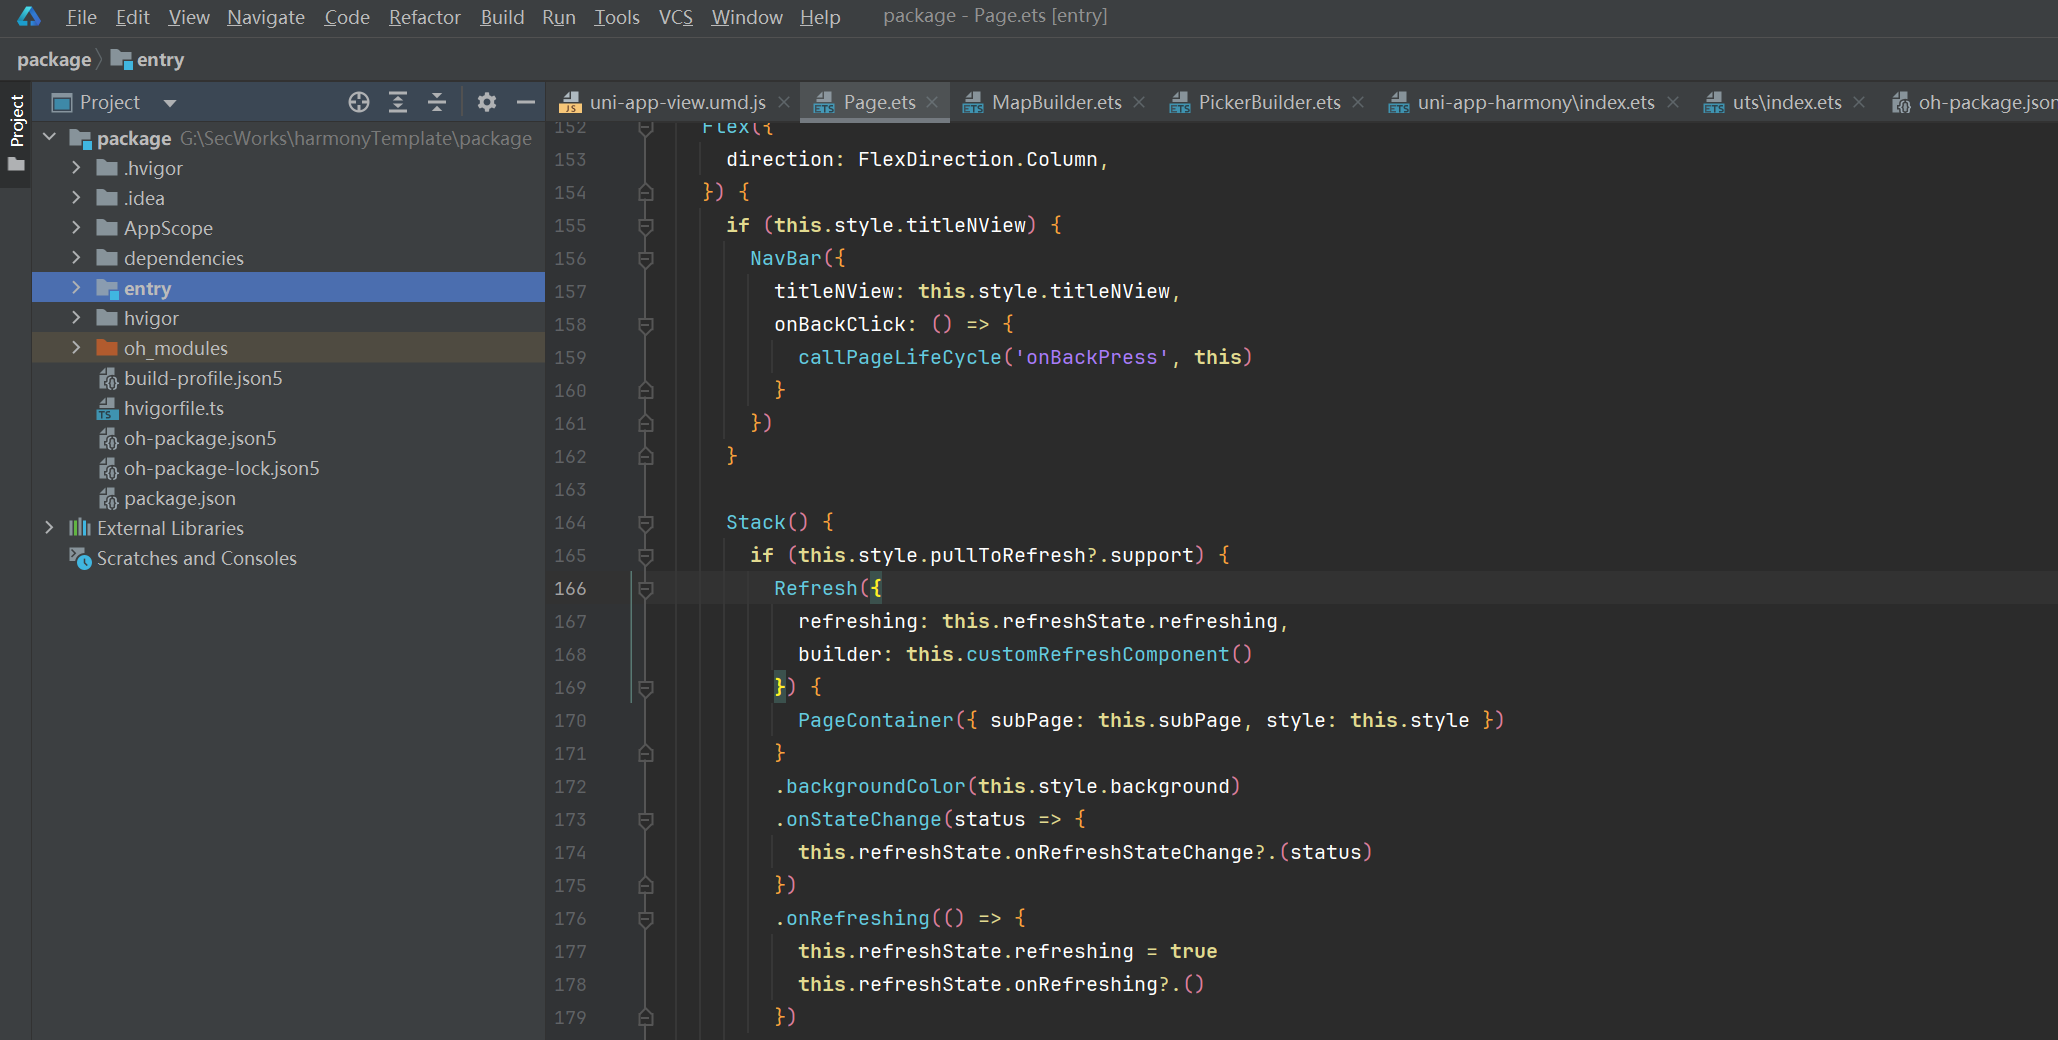 File Edit View Navigate Code Refactor Build Run Tools VCS Window Help package - Page.ets [entry]
package entry
Project
Project
uni-app-view.umd.js Page.ets MapBuilder.ets PickerBuilder.ets uni-app-harmony\index.ets uts\index.ets oh-package.json
package G:\SecWorks\harmonyTemplate\package
.hvigor
.idea
AppScope
dependencies
entry
hvigor
oh_modules
build-profile.json5
hvigorfile.ts
oh-package.json5
oh-package-lock.json5
package.json
External Libraries
Scratches and Consoles
152 Flex({
153 direction: FlexDirection.Column,
154 }) {
155 if (this.style.titleNView) {
156 NavBar({
157 titleNView: this.style.titleNView,
158 onBackClick: () => {
159 callPageLifeCycle('onBackPress', this)
160 }
161 })
162 }
163
164 Stack() {
165 if (this.style.pullToRefresh?.support) {
166 Refresh({
167 refreshing: this.refreshState.refreshing,
168 builder: this.customRefreshComponent()
169 }) {
170 PageContainer({ subPage: this.subPage, style: this.style })
171 }
172 .backgroundColor(this.style.background)
173 .onStateChange(status => {
174 this.refreshState.onRefreshStateChange?.(status)
175 })
176 .onRefreshing(() => {
177 this.refreshState.refreshing = true
178 this.refreshState.onRefreshing?.()
179 })